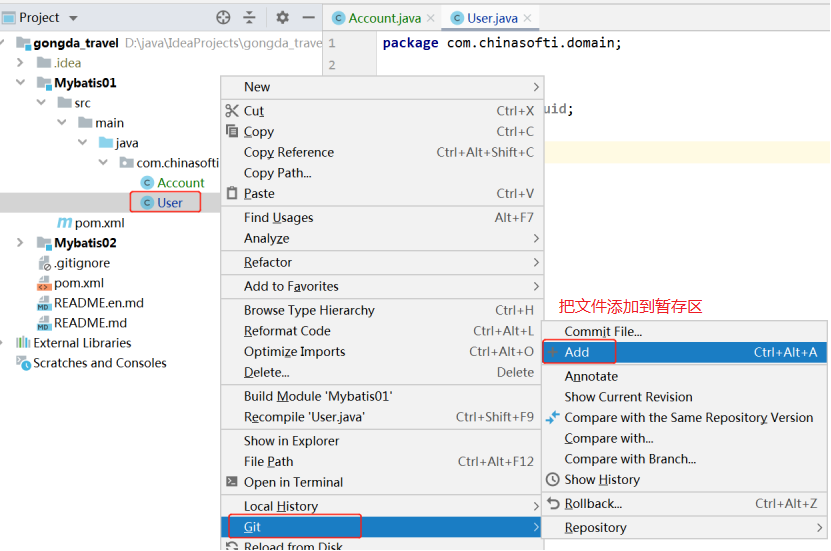 Project
Account.java
User.java
gongda_travel D:\java\IdeaProjects\gongda_trave
1
package com.chinasofti.domain;
2
.idea
Mybatis01
src
main
java
com.chinasofti
Account
User
pom.xml
Mybatis02
.gitignore
pom.xml
README.en.md
README.md
External Libraries
Scratches and Consoles
uid;
New
Cut Ctrl+X
Copy Ctrl+C
Copy Reference Ctrl+Alt+Shift+C
Copy Path...
Paste Ctrl+V
Find Usages Alt+F7
Analyze
Refactor
Add to Favorites
Browse Type Hierarchy Ctrl+H
Reformat Code Ctrl+Alt+L
Optimize Imports Ctrl+Alt+O
Delete... Delete
Build Module 'Mybatis01'
Recompile 'User.java' Ctrl+Shift+F9
Show in Explorer
File Path Ctrl+Alt+F12
Open in Terminal
Local History
Git
Reload from Disk
把文件添加到暂存区
Commit File...
Add Ctrl+Alt+A
Annotate
Show Current Revision
Compare with the Same Repository Version
Compare with...
Compare with Branch...
Show History
Rollback... Ctrl+Alt+Z
Repository